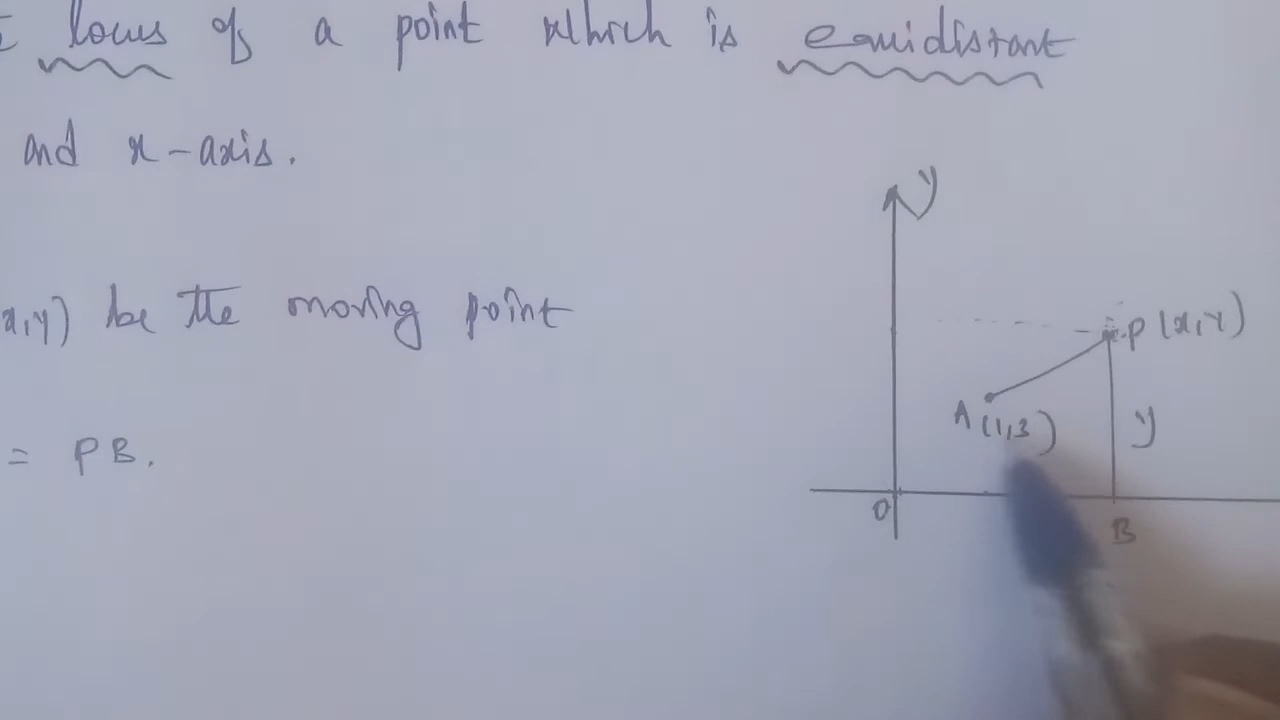 locus of a point which is equidistant
and x-axis.
x,y) be the moving point
= PB.
y
P(x,y)
A(1,3)
y
O
B